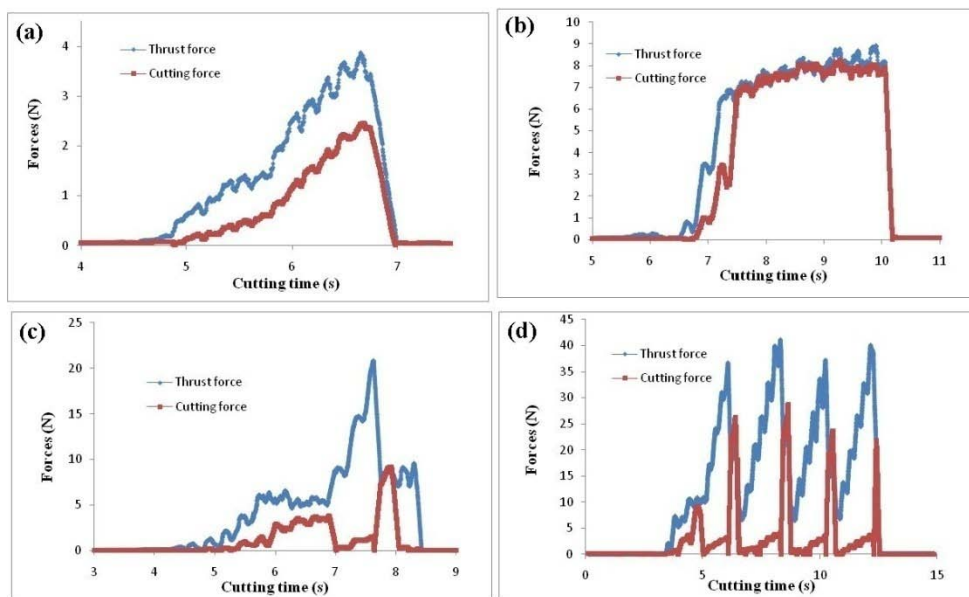 (a)
Thrust force
Cutting force
Forces (N)
4
3
2
1
0
4 5 6 7
Cutting time (s)
(b)
Thrust force
Cutting force
Forces (N)
10
9
8
7
6
5
4
3
2
1
0
5 6 7 8 9 10 11
Cutting time (s)
(c)
Thrust force
Cutting force
Forces (N)
25
20
15
10
5
0
3 4 5 6 7 8 9
Cutting time (s)
(d)
Thrust force
Cutting force
Forces (N)
45
40
35
30
25
20
15
10
5
0
0 5 10 15
Cutting time (s)